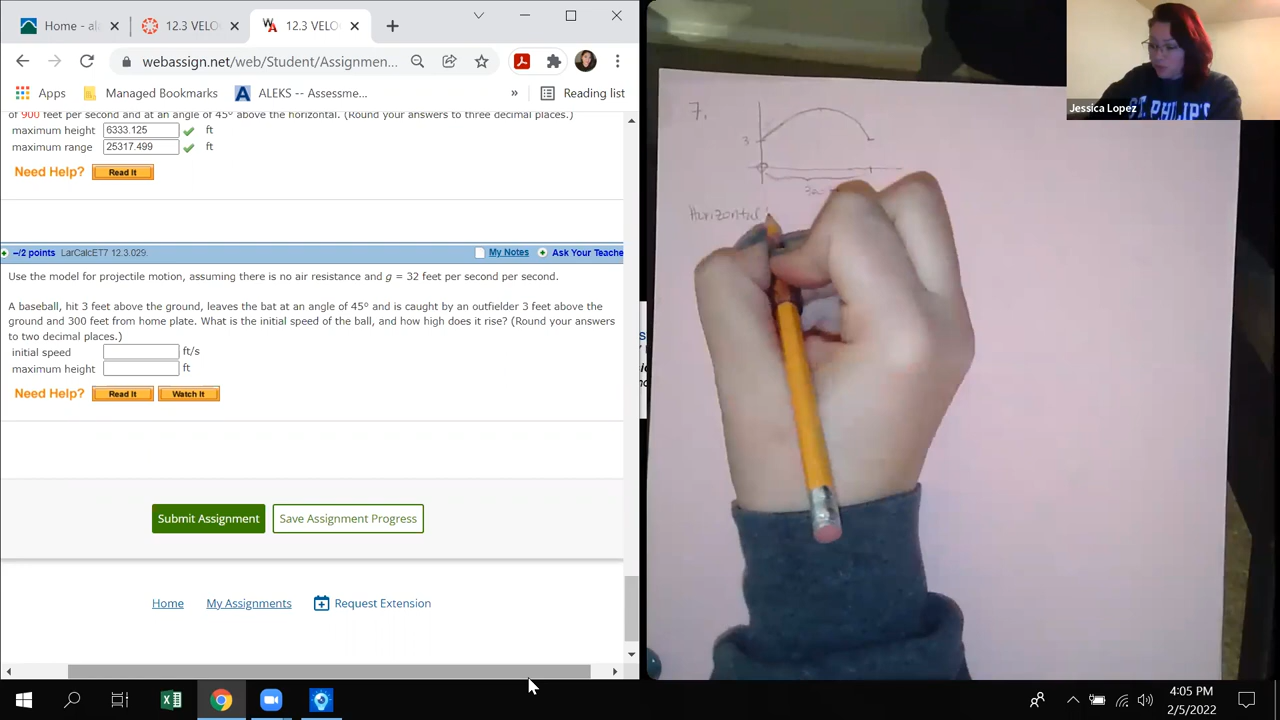 Home - al
12.3 VELO
12.3 VELO
webassign.net/web/Student/Assignmen...
Apps
Managed Bookmarks
ALEKS -- Assessme...
»
Reading list
of 900 feet per second and at an angle of 45° above the horizontal. (Round your answers to three decimal places.)
maximum height 6333.125 ft
maximum range 25317.499 ft
Need Help? Read It
–/2 points LarCalcET7 12.3.029.
My Notes
Ask Your Teache
Use the model for projectile motion, assuming there is no air resistance and g = 32 feet per second per second.
A baseball, hit 3 feet above the ground, leaves the bat at an angle of 45° and is caught by an outfielder 3 feet above the
ground and 300 feet from home plate. What is the initial speed of the ball, and how high does it rise? (Round your answers
to two decimal places.)
initial speed ft/s
maximum height ft
Need Help? Read It Watch It
Submit Assignment
Save Assignment Progress
Home
My Assignments
Request Extension
7.
3
Horizontal
Jessica Lopez
ST. PHILIP'S
4:05 PM
2/5/2022